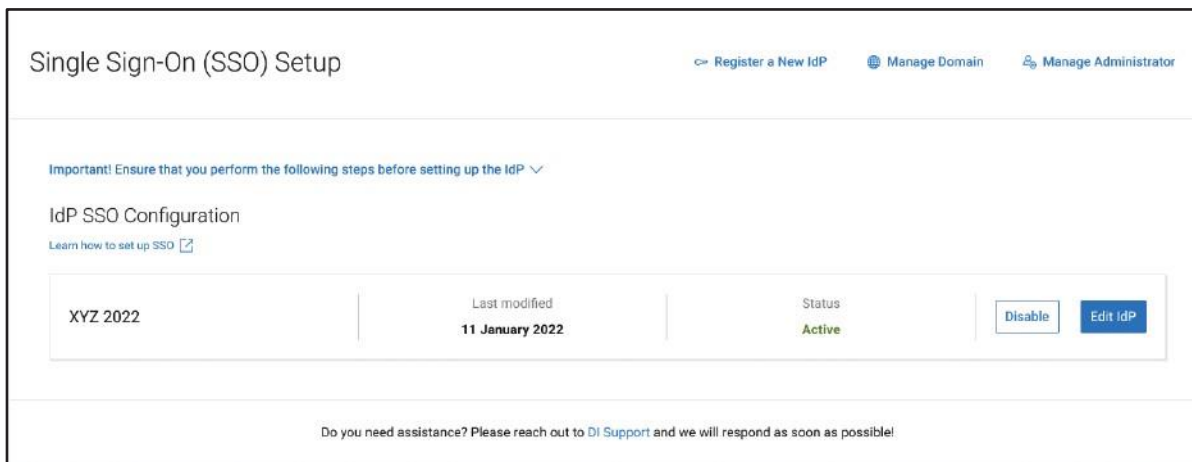 Single Sign-On (SSO) Setup
Register a New IdP
Manage Domain
Manage Administrator
Important! Ensure that you perform the following steps before setting up the IdP
IdP SSO Configuration
Learn how to set up SSO
XYZ 2022
Last modified
11 January 2022
Status
Active
Disable
Edit IdP
Do you need assistance? Please reach out to DI Support and we will respond as soon as possible!